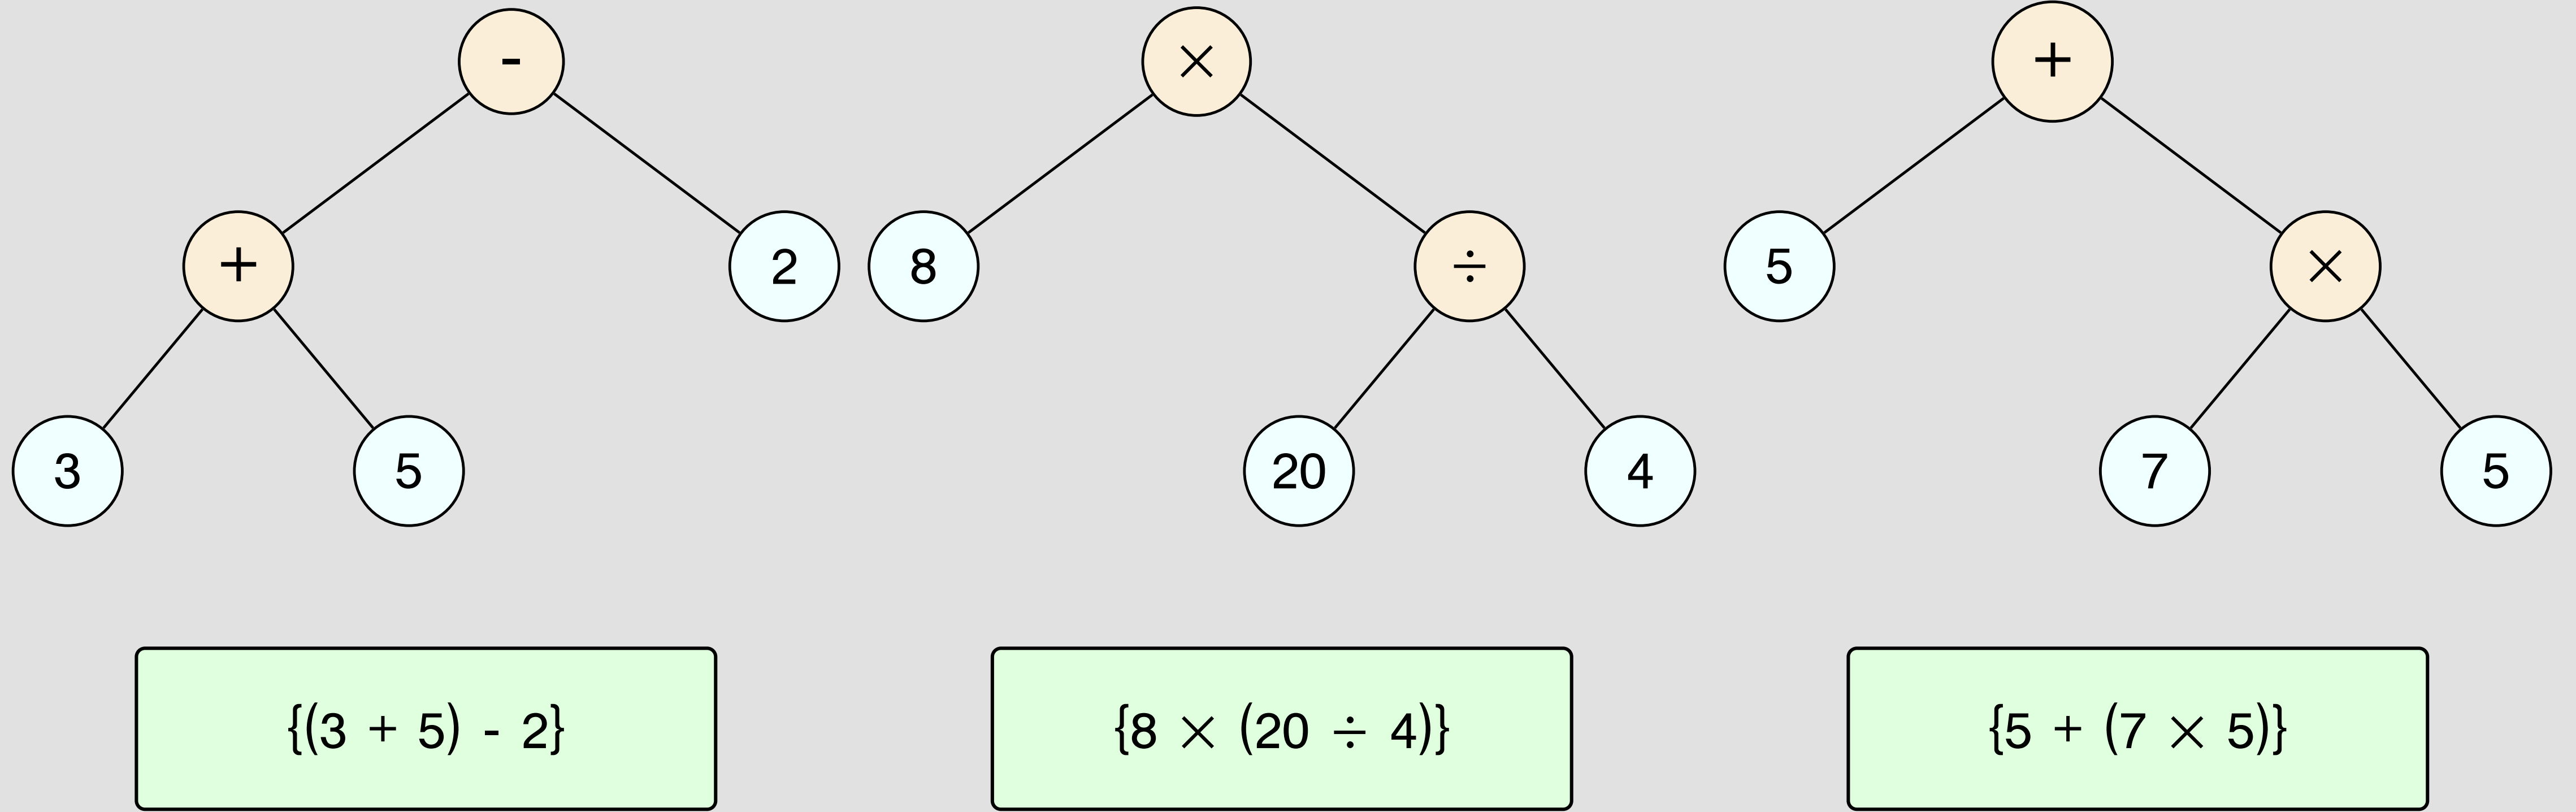 - × +
+ 2 8 ÷ 5 ×
3 5 20 4 7 5
{(3 + 5) - 2} {8 × (20 ÷ 4)} {5 + (7 × 5)}